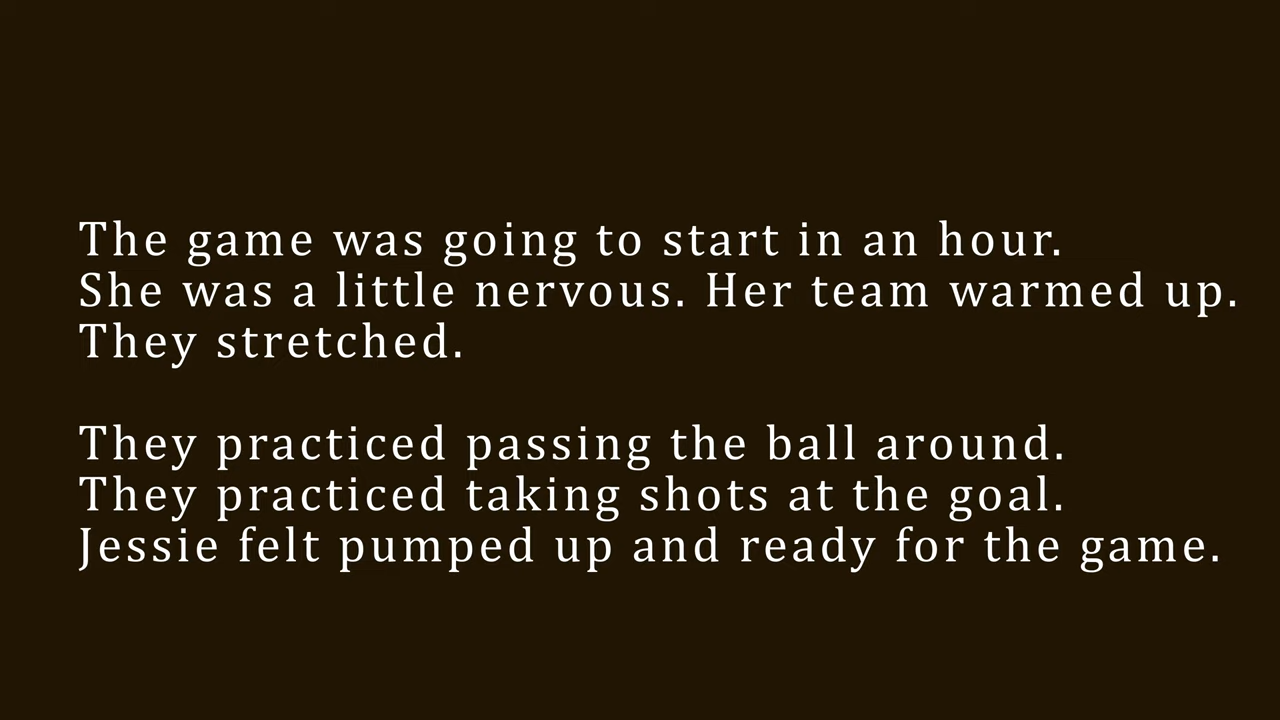 The game was going to start in an hour.
She was a little nervous. Her team warmed up.
They stretched.
They practiced passing the ball around.
They practiced taking shots at the goal.
Jessie felt pumped up and ready for the game.